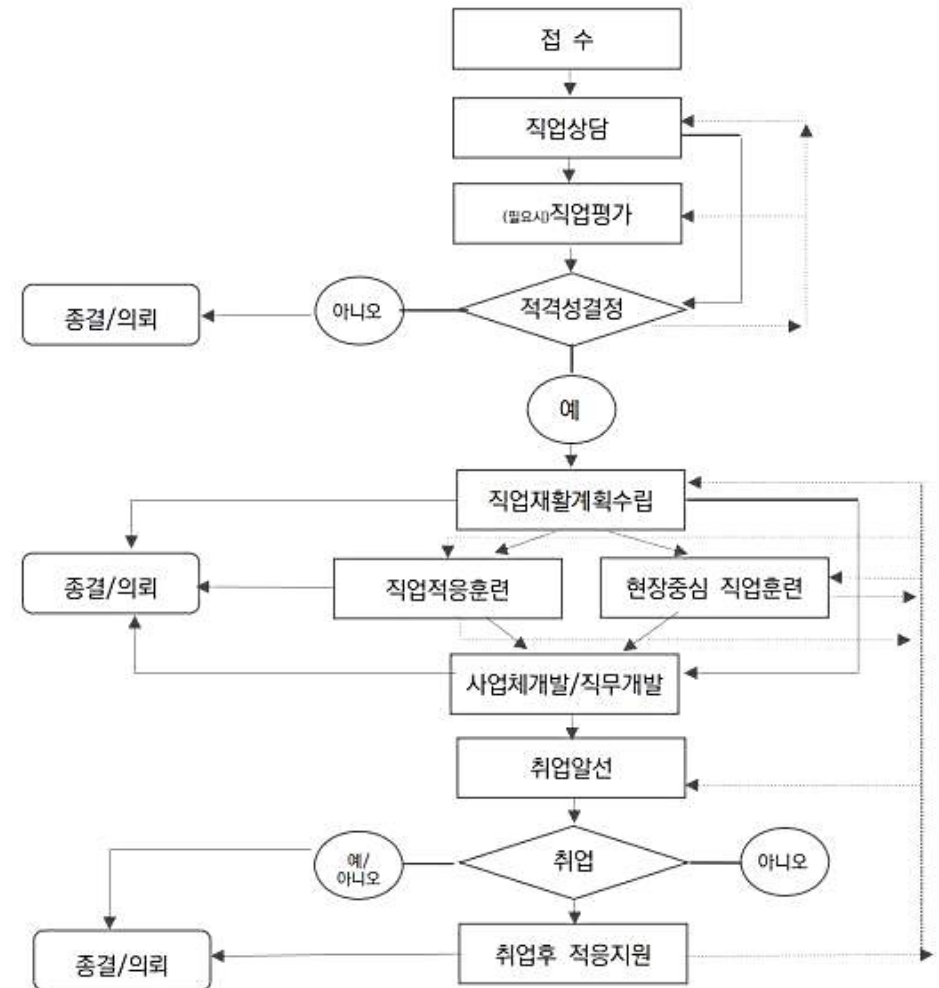 접 수
직업상담
(필요시)직업평가
적격성결정
아니오
종결/의뢰
예
직업재활계획수립
종결/의뢰
직업적응훈련
현장중심 직업훈련
사업체개발/직무개발
취업알선
예/
아니오
취업
아니오
종결/의뢰
취업후 적응지원